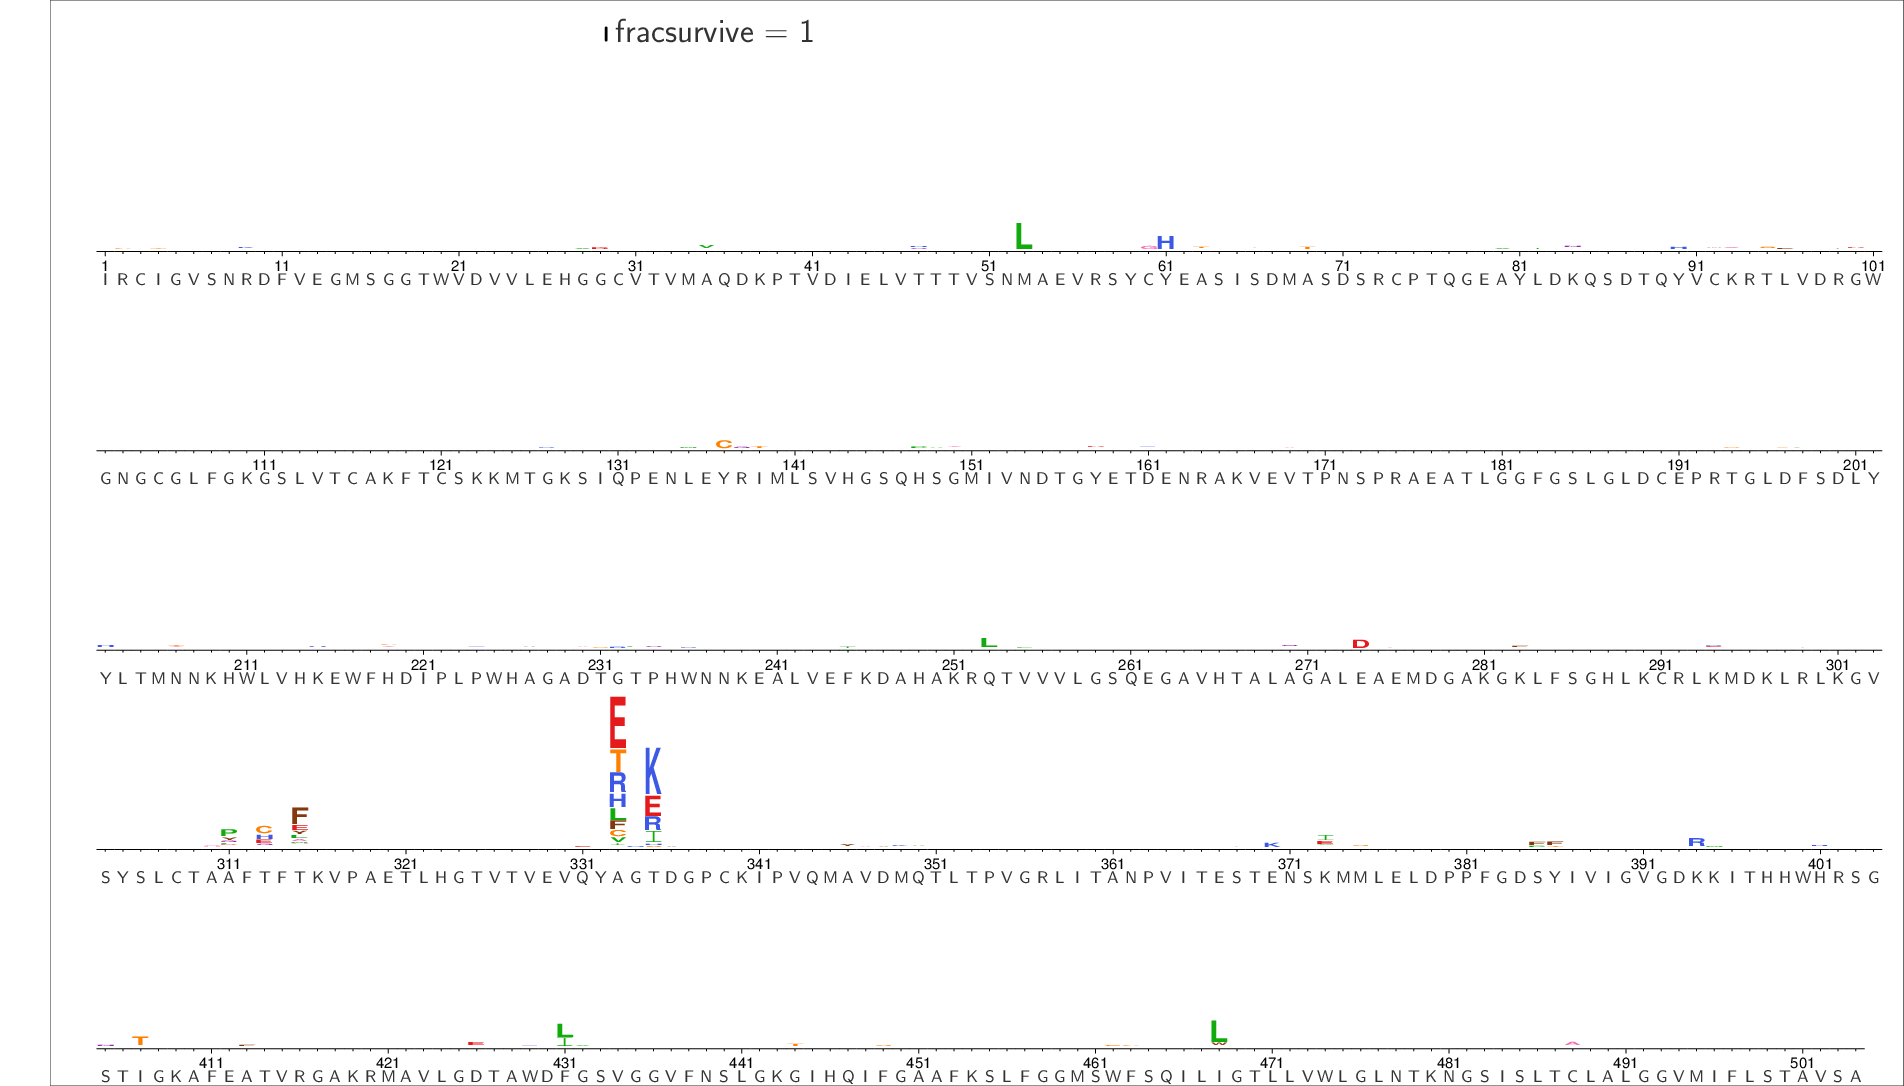 fracsurvive = 1
L H
1 11 21 31 41 51 61 71 81 91 101
I R C I G V S N R D F V E G M S G G T W V D V V L E H G G C V T V M A Q D K P T V D I E L V T T T V S N M A E V R S Y C Y E A S I S D M A S D S R C P T Q G E A Y L D K Q S D T Q Y V C K R T L V D R G W
C
111 121 131 141 151 161 171 181 191 201
G N G C G L F G K G S L V T C A K F T C S K K M T G K S I Q P E N L E Y R I M L S V H G S Q H S G M I V N D T G Y E T D E N R A K V E V T P N S P R A E A T L G G F G S L G L D C E P R T G L D F S D L Y
L D
211 221 231 241 251 261 271 281 291 301
Y L T M N N K H W L V H K E W F H D I P L P W H A G A D T G T P H W N N K E A L V E F K D A H A K R Q T V V V L G S Q E G A V H T A L A G A L E A E M D G A K G K L F S G H L K C R L K M D K L R L K G V
E
T K
R
H E
L R
F
P C F C T K R
311 321 331 341 351 361 371 381 391 401
S Y S L C T A A F T F T K V P A E T L H G T V T V E V Q Y A G T D G P C K I P V Q M A V D M Q T L T P V G R L I T A N P V I T E S T E N S K M M L E L D P P F G D S Y I V I G V G D K K I T H H W H R S G
T L L
411 421 431 441 451 461 471 481 491 501
S T I G K A F E A T V R G A K R M A V L G D T A W D F G S V G G V F N S L G K G I H Q I F G A A F K S L F G G M S W F S Q I L I G T L L V W L G L N T K N G S I S L T C L A L G G V M I F L S T A V S A